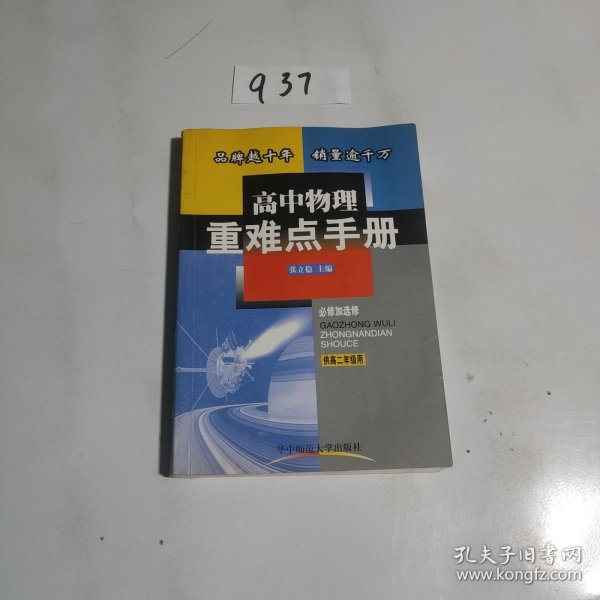 937
品牌越十年 销量逾千万
高中物理
重难点手册
张立稳 主编
必修加选修
GAOZHONG WULI
ZHONGNANDIAN
SHOUCE
供高二年级用
华中师范大学出版社
孔夫子旧书网
www.kongfz.com